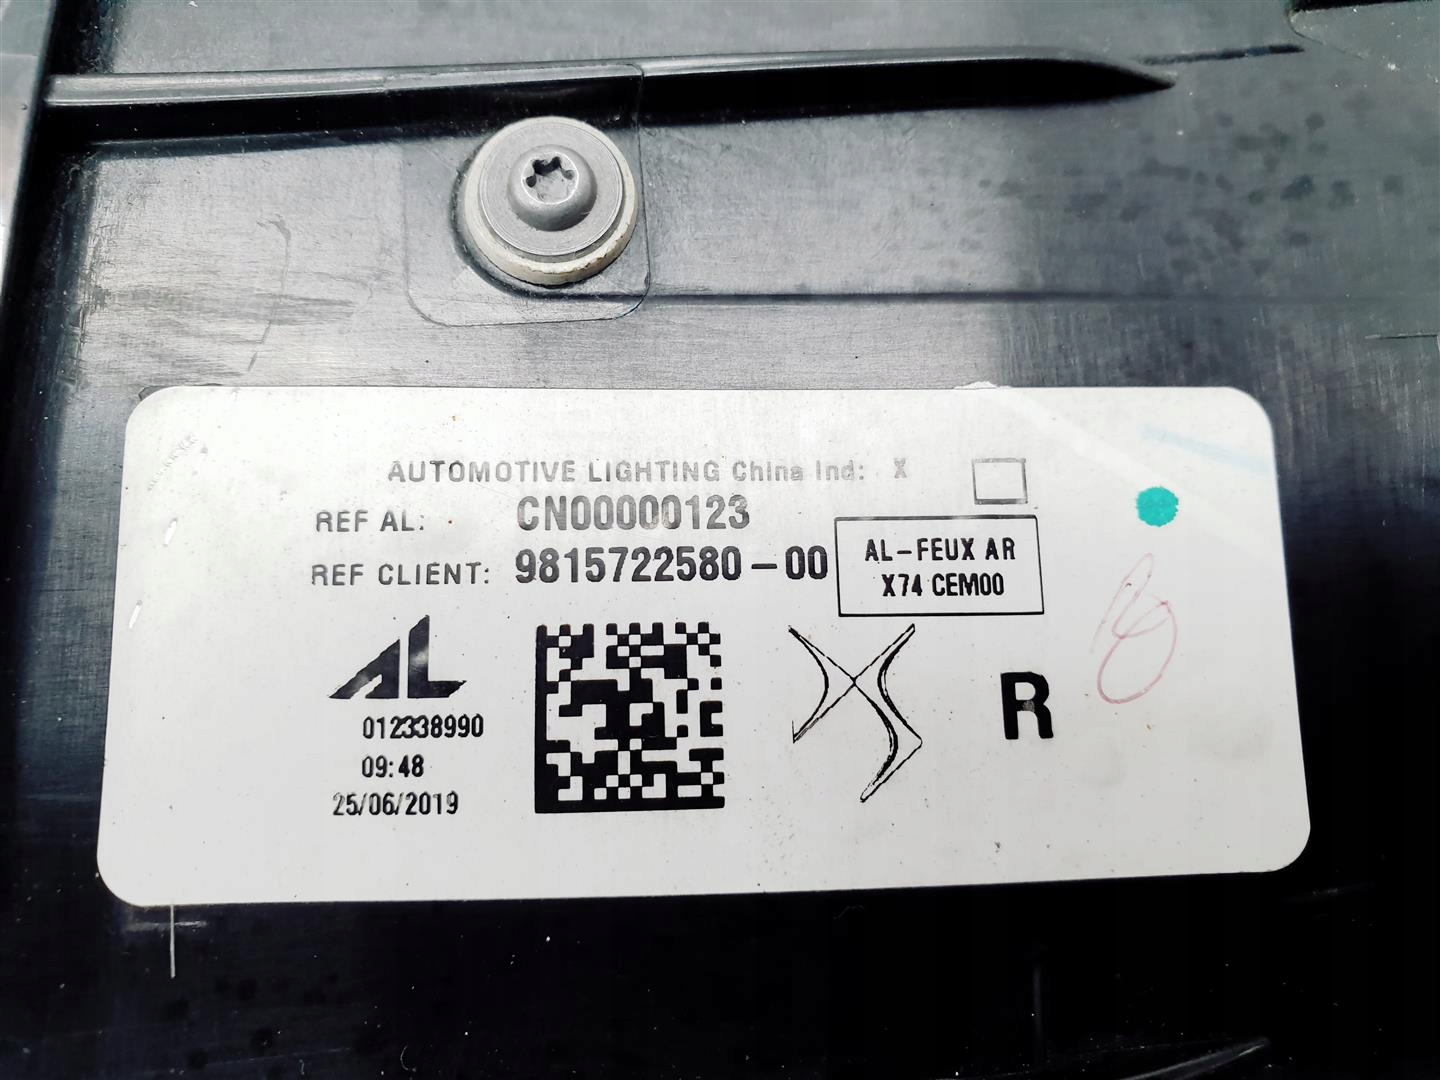 AUTOMOTIVE LIGHTING China Ind: X
REF AL: CN00000123
REF CLIENT: 9815722580-00
AL-FEUX AR
X74 CEM00
AL
012338990
09:48
25/06/2019
R